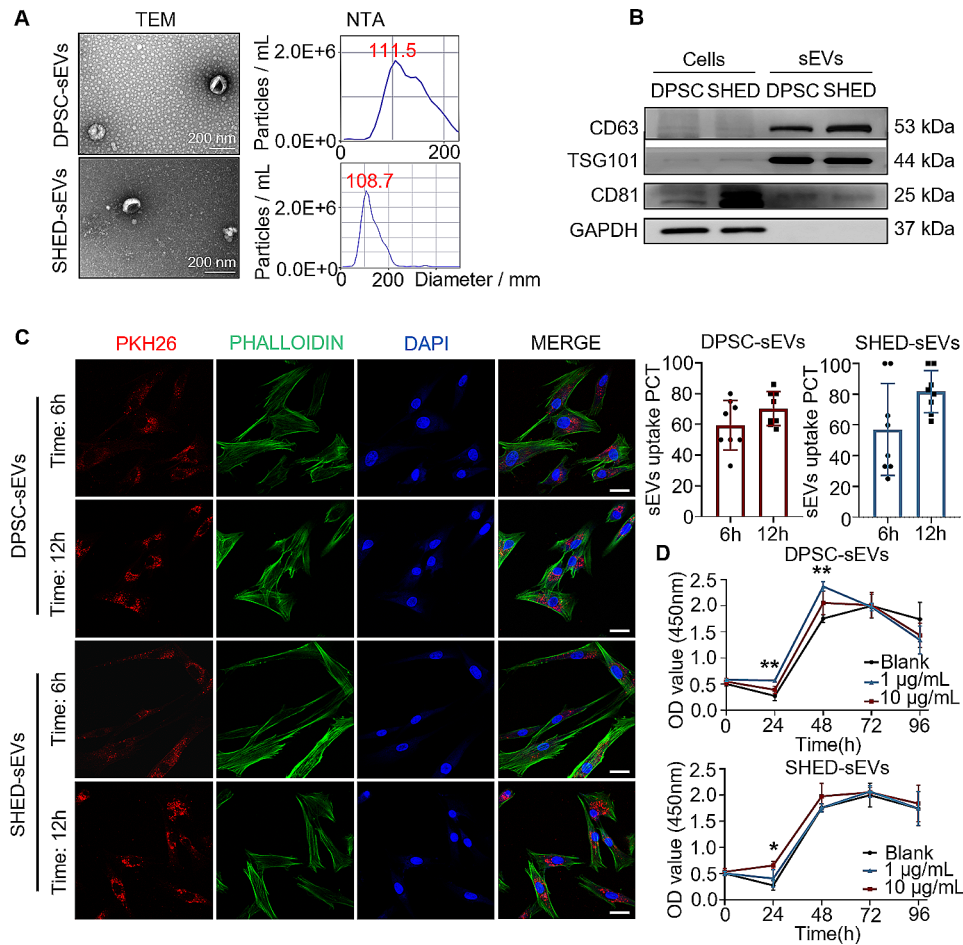 A
TEM
NTA
DPSC-sEVs
200 nm
SHED-sEVs
200 nm
Particles / mL
2.0E+6
111.5
0.0E+0
0
200
Particles / mL
108.7
2.0E+6
0.0E+0
0
200
Diameter / mm
B
Cells
sEVs
DPSC SHED DPSC SHED
CD63
53 kDa
TSG101
44 kDa
CD81
25 kDa
GAPDH
37 kDa
C
PKH26
PHALLOIDIN
DAPI
MERGE
DPSC-sEVs
Time: 6h
Time: 12h
SHED-sEVs
Time: 6h
Time: 12h
DPSC-sEVs
sEVs uptake PCT
100
80
60
40
20
0
6h
12h
SHED-sEVs
sEVs uptake PCT
100
80
60
40
20
0
6h
12h
D
DPSC-sEVs
OD value (450nm)
2.5
2.0
1.5
1.0
0.5
0.0
**
**
Blank
1 µg/mL
10 µg/mL
0 24 48 72 96
Time(h)
SHED-sEVs
OD value (450nm)
2.5
2.0
1.5
1.0
0.5
0.0
*
Blank
1 µg/mL
10 µg/mL
0 24 48 72 96
Time(h)